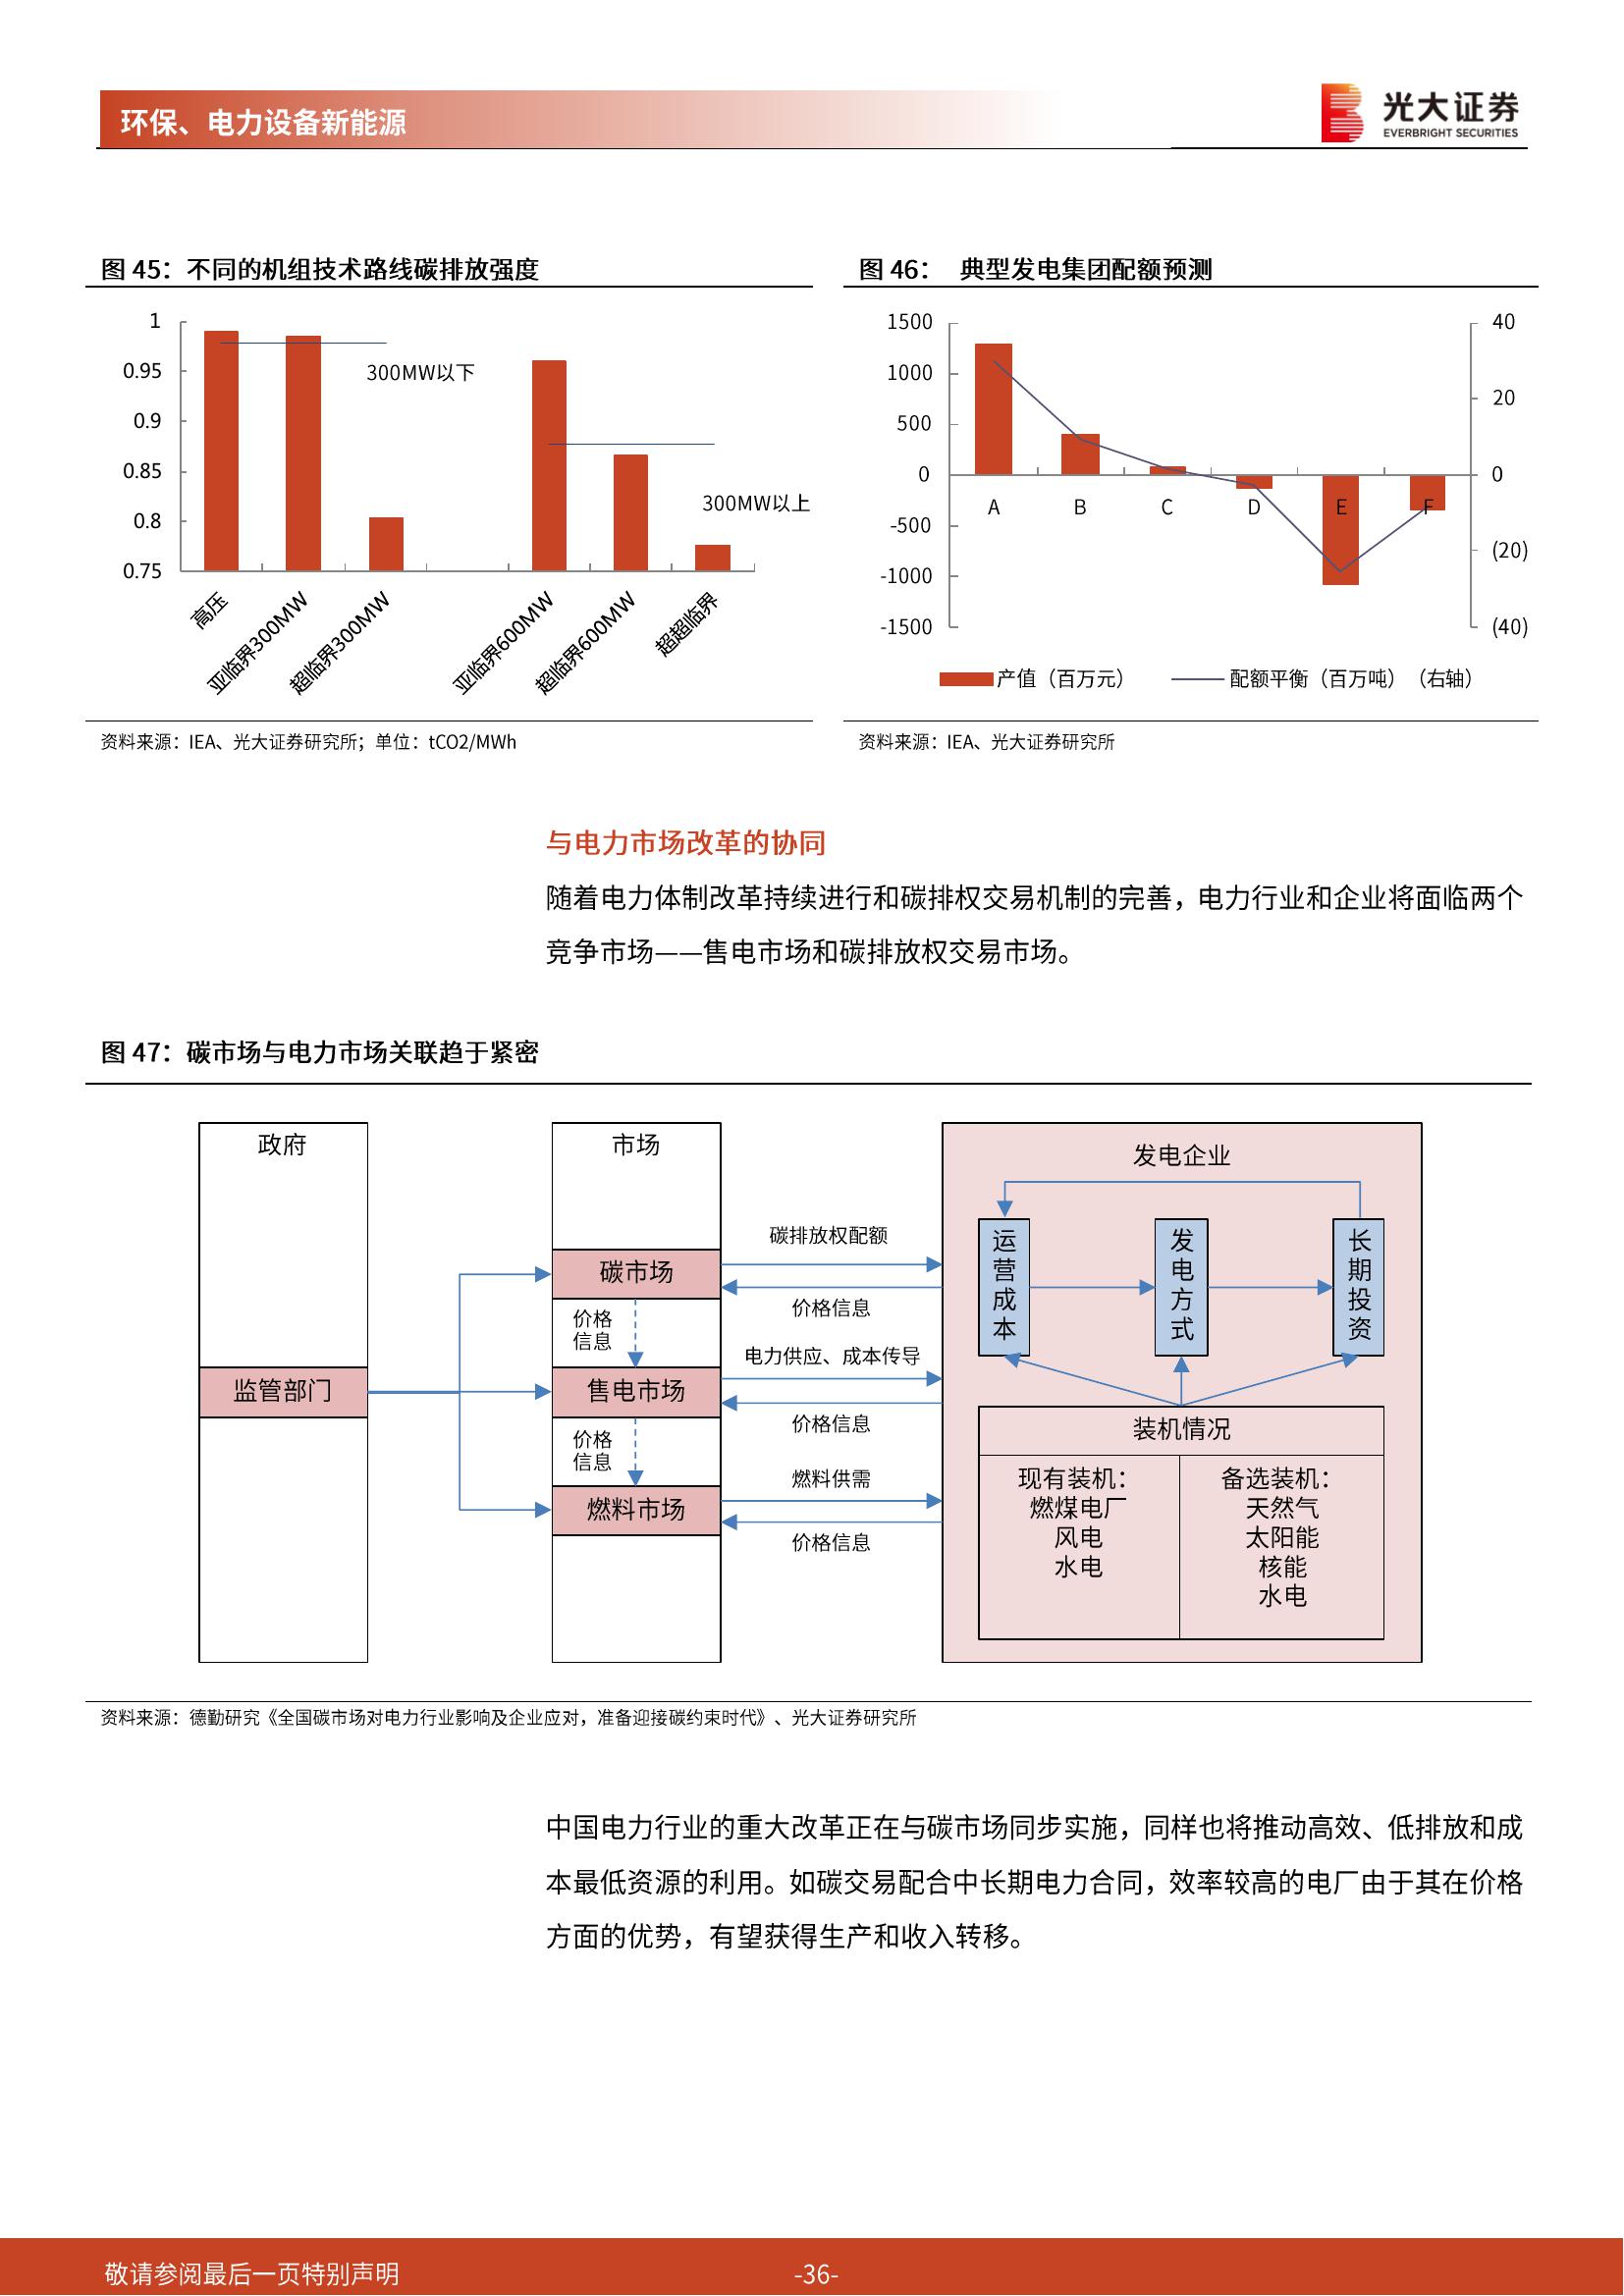 环保、电力设备新能源
光大证券
EVERBRIGHT SECURITIES
图 45：不同的机组技术路线碳排放强度
1
0.95
0.9
0.85
0.8
0.75
300MW以下
300MW以上
高压
亚临界300MW
超临界300MW
亚临界600MW
超临界600MW
超超临界
资料来源：IEA、光大证券研究所；单位：tCO2/MWh
图 46： 典型发电集团配额预测
1500
1000
500
0
-500
-1000
-1500
40
20
0
(20)
(40)
A B C D E F
产值（百万元） 配额平衡（百万吨）（右轴）
资料来源：IEA、光大证券研究所
与电力市场改革的协同
随着电力体制改革持续进行和碳排权交易机制的完善，电力行业和企业将面临两个
竞争市场——售电市场和碳排放权交易市场。
图 47：碳市场与电力市场关联趋于紧密
政府
监管部门
市场
碳市场
价格
信息
售电市场
价格
信息
燃料市场
碳排放权配额
价格信息
电力供应、成本传导
价格信息
燃料供需
价格信息
发电企业
运营成本
发电方式
长期投资
装机情况
现有装机：
燃煤电厂
风电
水电
备选装机：
天然气
太阳能
核能
水电
资料来源：德勤研究《全国碳市场对电力行业影响及企业应对，准备迎接碳约束时代》、光大证券研究所
中国电力行业的重大改革正在与碳市场同步实施，同样也将推动高效、低排放和成
本最低资源的利用。如碳交易配合中长期电力合同，效率较高的电厂由于其在价格
方面的优势，有望获得生产和收入转移。
敬请参阅最后一页特别声明
-36-